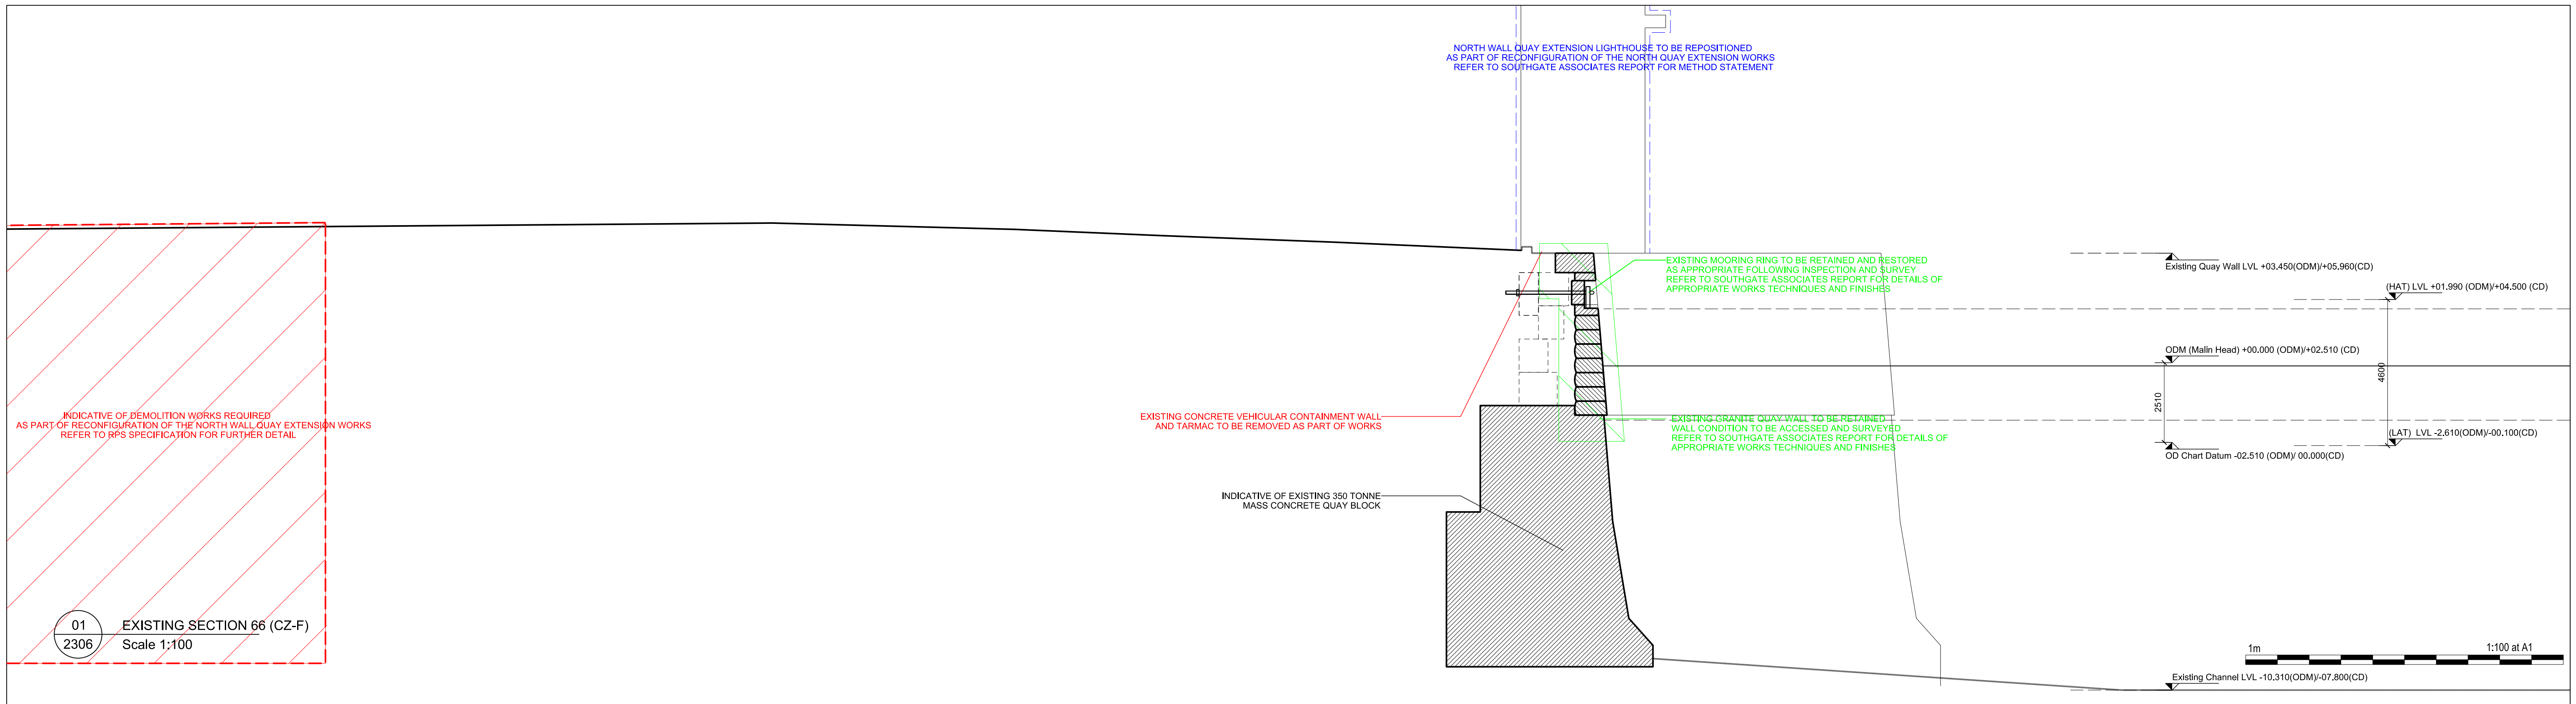 NORTH WALL QUAY EXTENSION LIGHTHOUSE TO BE REPOSITIONED
AS PART OF RECONFIGURATION OF THE NORTH QUAY EXTENSION WORKS
REFER TO SOUTHGATE ASSOCIATES REPORT FOR METHOD STATEMENT
EXISTING MOORING RING TO BE RETAINED AND RESTORED
AS APPROPRIATE FOLLOWING INSPECTION AND SURVEY
REFER TO SOUTHGATE ASSOCIATES REPORT FOR DETAILS OF
APPROPRIATE WORKS TECHNIQUES AND FINISHES
Existing Quay Wall LVL +03.450(ODM)/+05.960(CD)
(HAT) LVL +01.990 (ODM)/+04.500 (CD)
ODM (Malin Head) +00.000 (ODM)/+02.510 (CD)
4600
2510
INDICATIVE OF DEMOLITION WORKS REQUIRED
AS PART OF RECONFIGURATION OF THE NORTH WALL QUAY EXTENSION WORKS
REFER TO RPS SPECIFICATION FOR FURTHER DETAIL
EXISTING CONCRETE VEHICULAR CONTAINMENT WALL
AND TARMAC TO BE REMOVED AS PART OF WORKS
EXISTING GRANITE QUAY WALL TO BE RETAINED
WALL CONDITION TO BE ACCESSED AND SURVEYED
REFER TO SOUTHGATE ASSOCIATES REPORT FOR DETAILS OF
APPROPRIATE WORKS TECHNIQUES AND FINISHES
(LAT) LVL -2.610(ODM)/-00.100(CD)
OD Chart Datum -02.510 (ODM)/ 00.000(CD)
INDICATIVE OF EXISTING 350 TONNE
MASS CONCRETE QUAY BLOCK
01
2306
EXISTING SECTION 66 (CZ-F)
Scale 1:100
1m
1:100 at A1
Existing Channel LVL -10.310(ODM)/-07.800(CD)